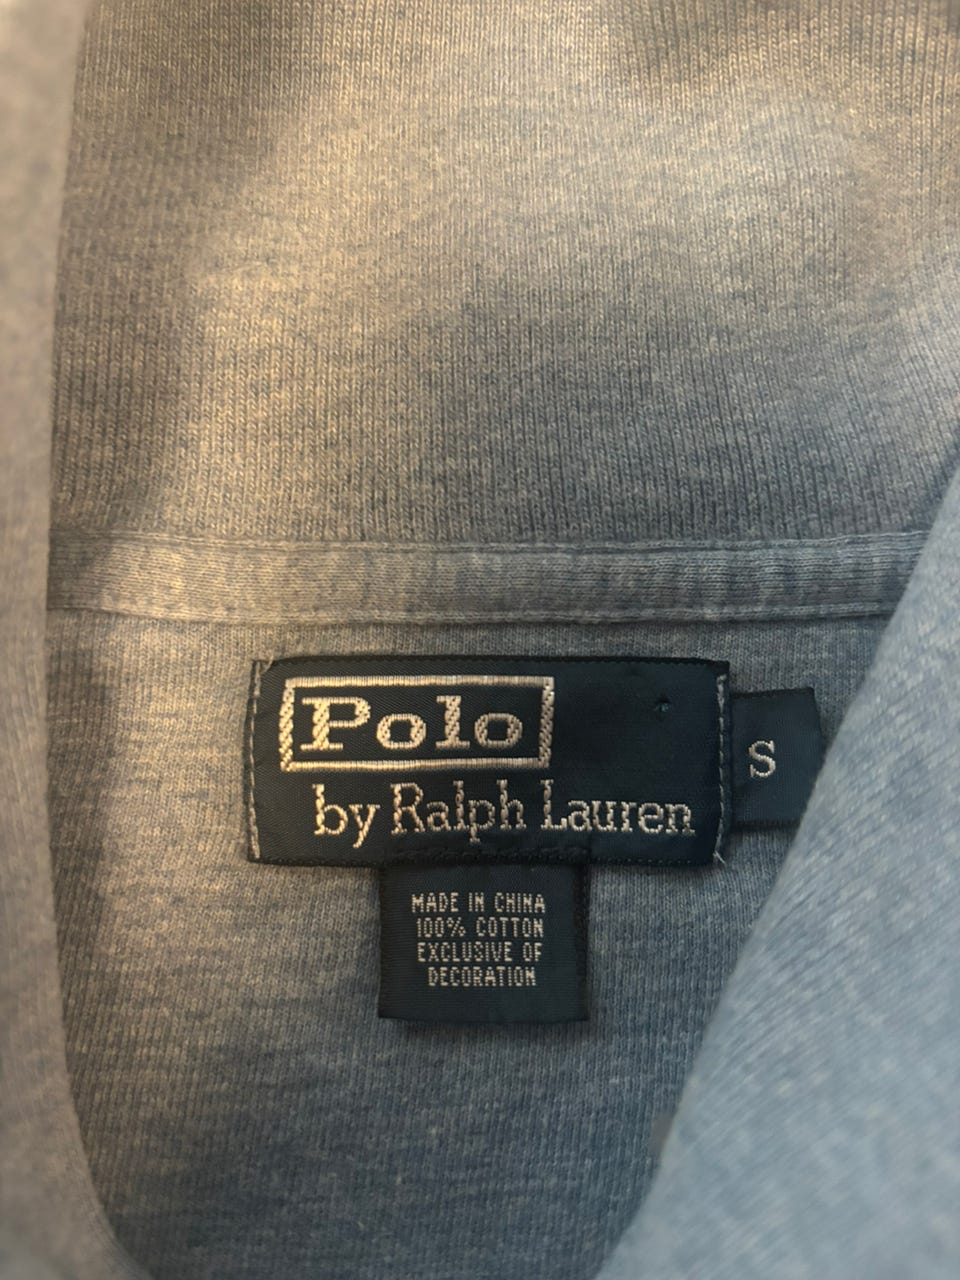 Polo
by Ralph Lauren
S
MADE IN CHINA
100% COTTON
EXCLUSIVE OF
DECORATION